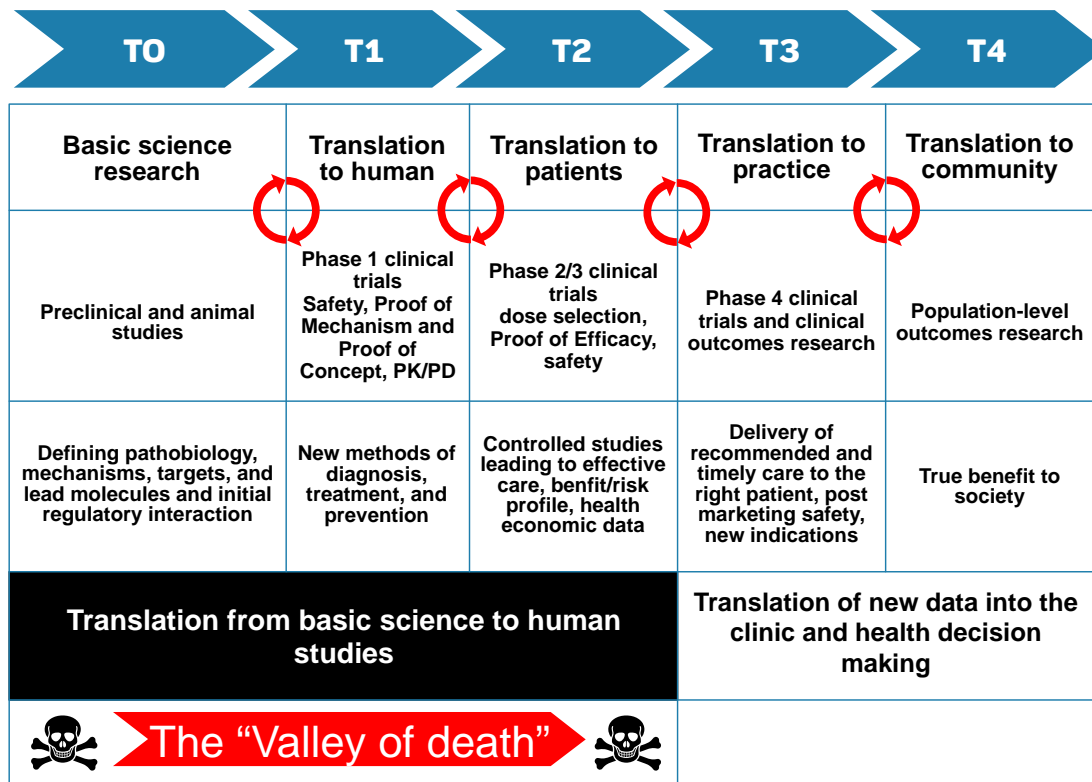 T0
T1
T2
T3
T4
Basic science
research
Translation
to human
Translation to
patients
Translation to
practice
Translation to
community
Preclinical and animal
studies
Phase 1 clinical
trials
Safety, Proof of
Mechanism and
Proof of
Concept, PK/PD
Phase 2/3 clinical
trials
dose selection,
Proof of Efficacy,
safety
Phase 4 clinical
trials and clinical
outcomes research
Population-level
outcomes research
Defining pathobiology,
mechanisms, targets, and
lead molecules and initial
regulatory interaction
New methods of
diagnosis,
treatment, and
prevention
Controlled studies
leading to effective
care, benfit/risk
profile, health
economic data
Delivery of
recommended and
timely care to the
right patient, post
marketing safety,
new indications
True benefit to
society
Translation from basic science to human
studies
Translation of new data into the
clinic and health decision
making
The “Valley of death”